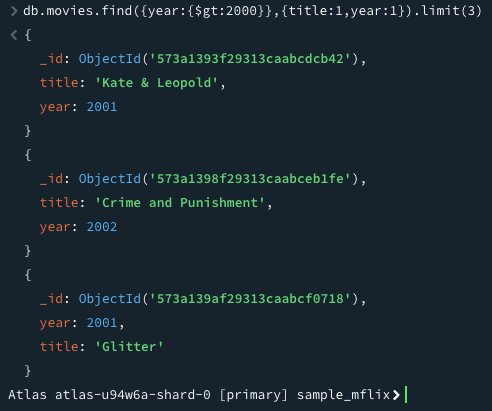 > db.movies.find({year:{$gt:2000}},{title:1,year:1}).limit(3)
< {
_id: ObjectId('573a1393f29313caabcdcb42'),
title: 'Kate & Leopold',
year: 2001
}
{
_id: ObjectId('573a1398f29313caabceb1fe'),
title: 'Crime and Punishment',
year: 2002
}
{
_id: ObjectId('573a139af29313caabcf0718'),
year: 2001,
title: 'Glitter'
}
Atlas atlas-u94w6a-shard-0 [primary] sample_mflix>